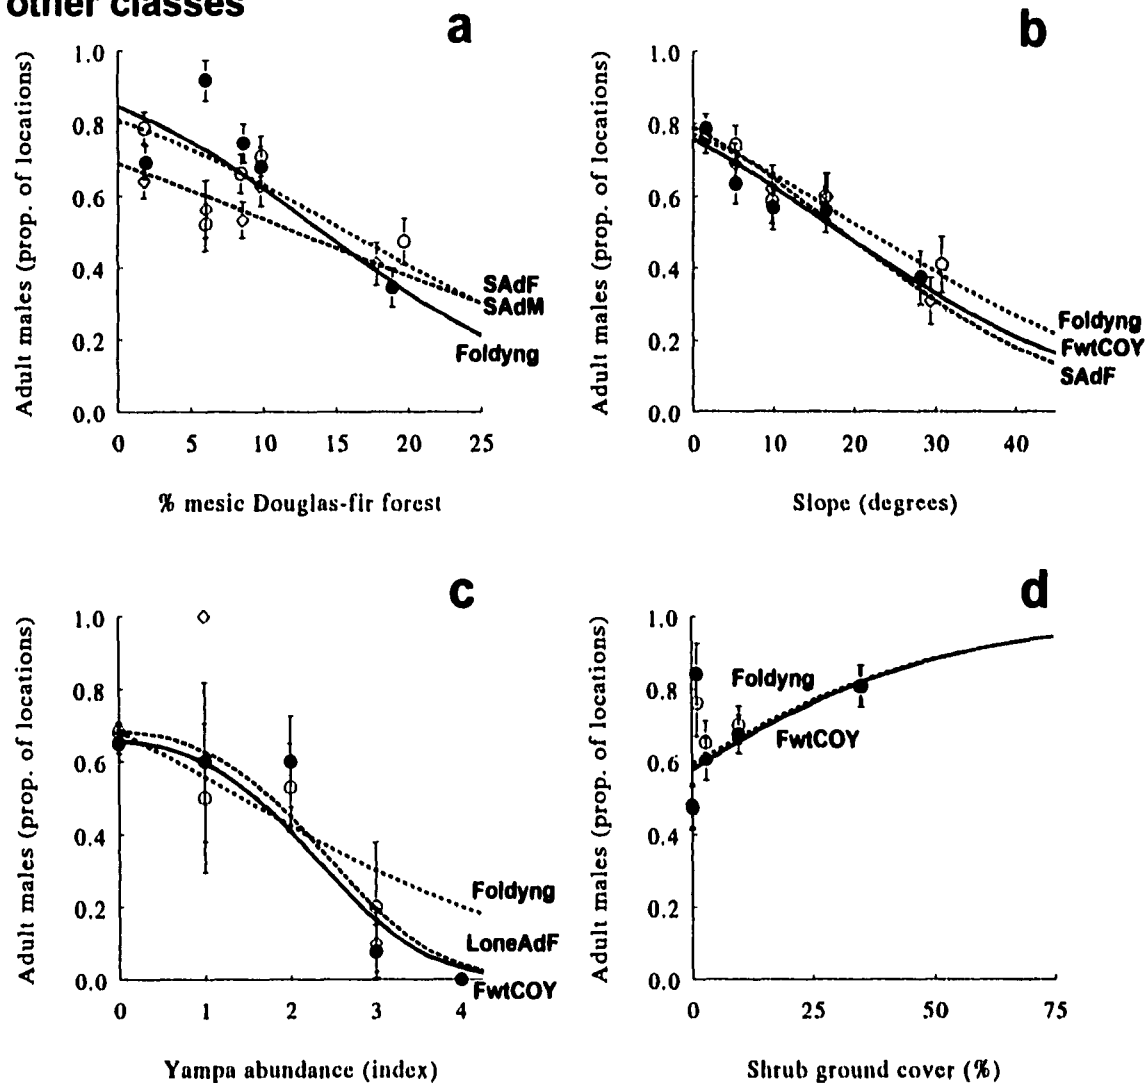 other classes
a
b
Adult males (prop. of locations)
1.0
0.8
0.6
0.4
0.2
0.0
SAdF
SAdM
Foldyng
0 5 10 15 20 25
% mesic Douglas-fir forest
Adult males (prop. of locations)
1.0
0.8
0.6
0.4
0.2
0.0
Foldyng
FwtCOY
SAdF
0 10 20 30 40
Slope (degrees)
c
d
Adult males (prop. of locations)
1.0
0.8
0.6
0.4
0.2
0.0
Foldyng
LoneAdF
FwtCOY
0 1 2 3 4
Yampa abundance (index)
Adult males (prop. of locations)
1.0
0.8
0.6
0.4
0.2
0.0
Foldyng
FwtCOY
0 25 50 75
Shrub ground cover (%)